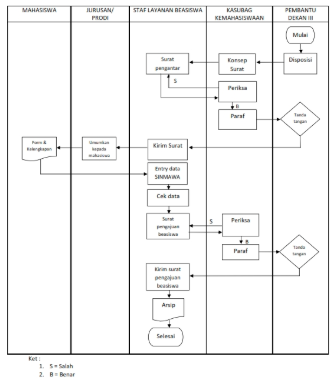 MAHASISWA
JURUSAN/
PRODI
STAF LAYANAN BEASISWA
KASUBAG
KEMAHASISWAAN
PEMBANTU
DEKAN III
Mulai
Surat
pengantar
Konsep
Surat
Disposisi
S
Periksa
B
Paraf
Tanda
tangan
Form &
Kelengkapan
Umumkan
kepada
mahasiswa
Kirim Surat
Entry data
SINMAWA
Cek data
Surat
pengajuan
beasiswa
S
Periksa
B
Paraf
Tanda
tangan
Kirim surat
pengajuan
beasiswa
Arsip
Selesai
Ket :
1. S = Salah
2. B = Benar